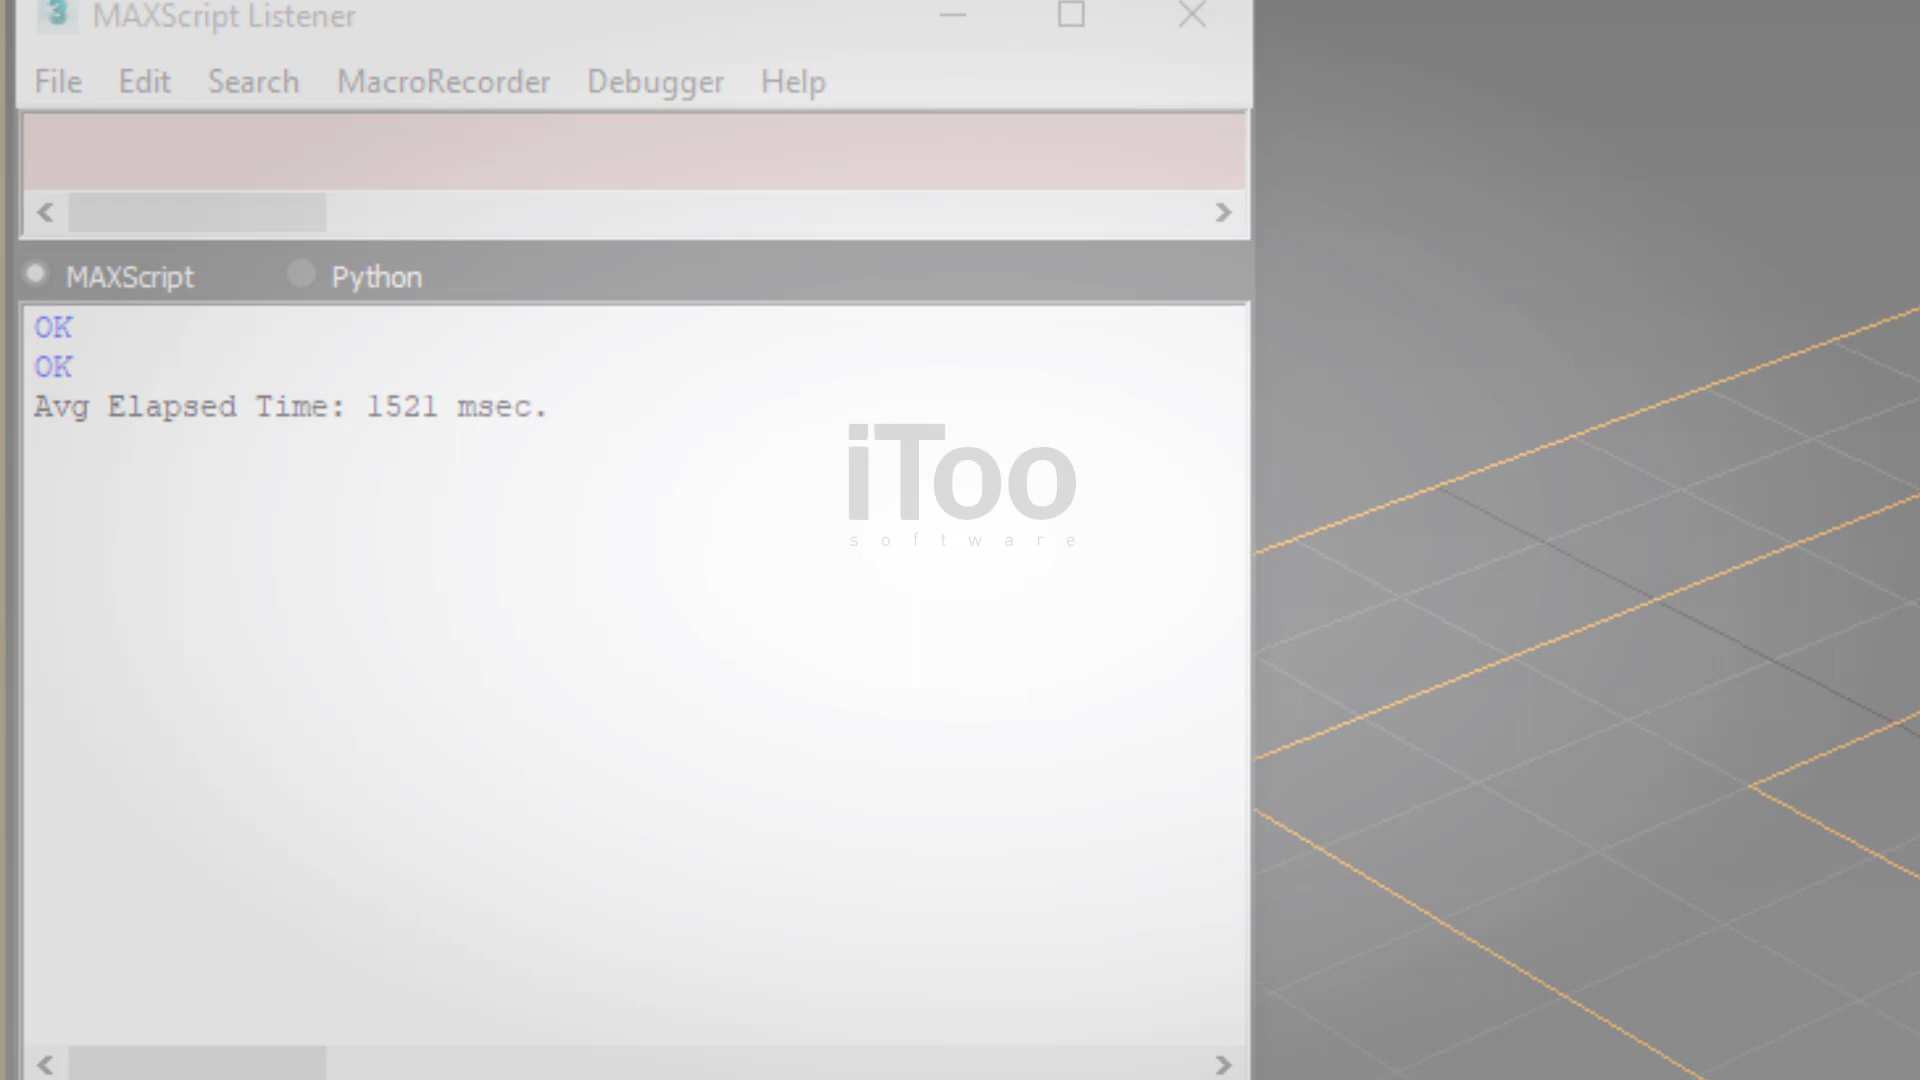 3 MAXScript Listener
File Edit Search MacroRecorder Debugger Help
MAXScript Python
OK
OK
Avg Elapsed Time: 1521 msec.
iToo
software